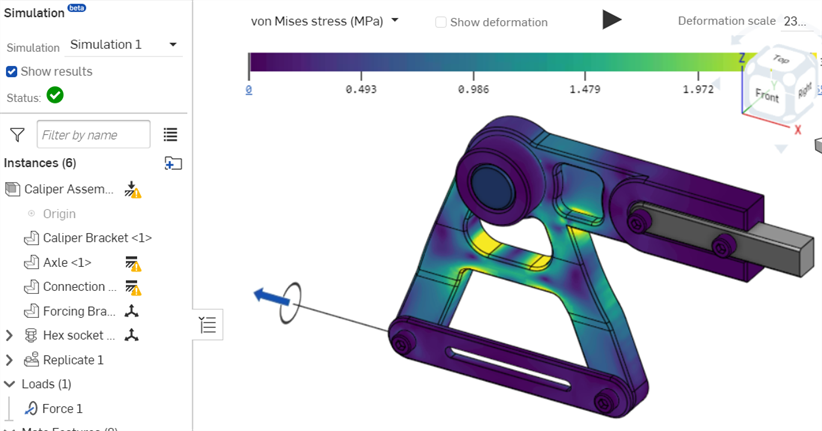 Simulation beta
Simulation Simulation 1
Show results
Status:
Filter by name
Instances (6)
Caliper Assem...
Origin
Caliper Bracket <1>
Axle <1>
Connection ...
Forcing Bra...
Hex socket ...
Replicate 1
Loads (1)
Force 1
von Mises stress (MPa)
Show deformation
Deformation scale 23...
0
0.493
0.986
1.479
1.972
Z
Top
Y
Front
Right
X